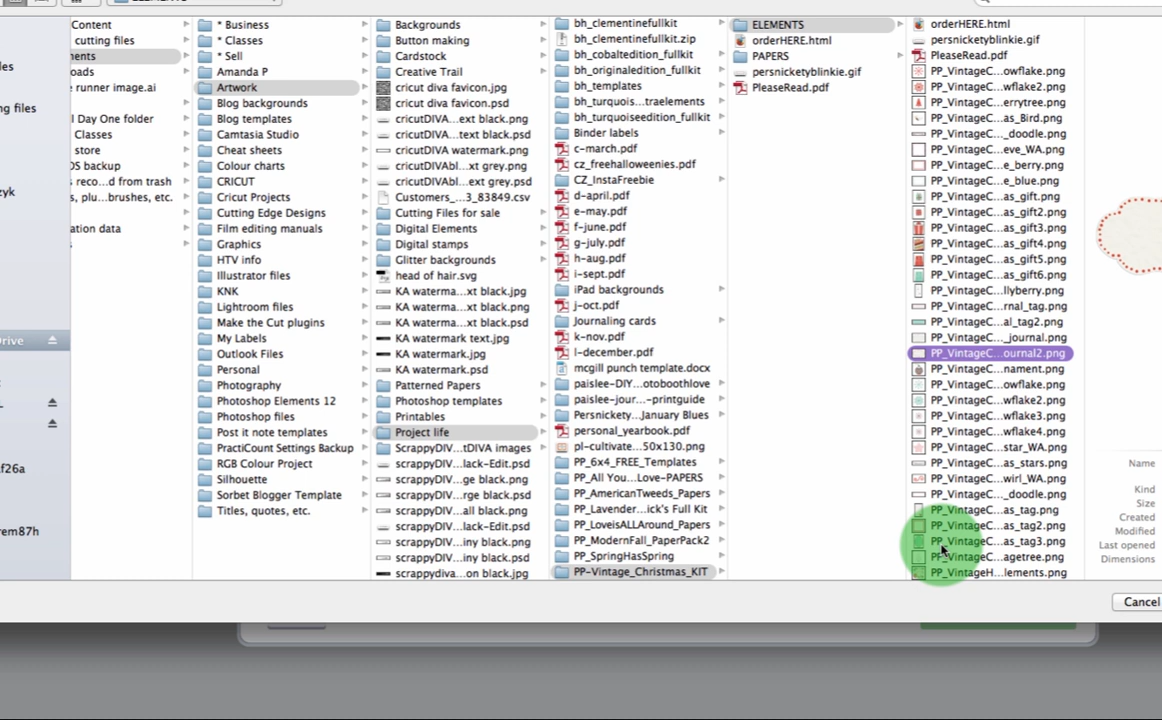 Content
cutting files
ments
oads
e runner image.ai
l Day One folder
Classes
store
OS backup
s reco...d from trash
s, plu...brushes, etc.
ation data
les
ng files
zyk
Drive
f26a
rem87h
* Business
* Classes
* Sell
Amanda P
Artwork
Blog backgrounds
Blog templates
Camtasia Studio
Cheat sheets
Colour charts
CRICUT
Cricut Projects
Cutting Edge Designs
Film editing manuals
Graphics
HTV info
Illustrator files
KNK
Lightroom files
Make the Cut plugins
My Labels
Outlook Files
Personal
Photography
Photoshop Elements 12
Photoshop files
Post it note templates
PractiCount Settings Backup
RGB Colour Project
Silhouette
Sorbet Blogger Template
Titles, quotes, etc.
Backgrounds
Button making
Cardstock
Creative Trail
cricut diva favicon.jpg
cricut diva favicon.psd
cricutDIVA...ext black.png
cricutDIVA...text black.psd
cricutDIVA watermark.png
cricutDIVAbl...xt grey.png
cricutDIVAbl...ext grey.psd
Customers_...3_83849.csv
Cutting Files for sale
Digital Elements
Digital stamps
Glitter backgrounds
head of hair.svg
KA waterma...xt black.jpg
KA waterma...xt black.png
KA waterma...xt black.psd
KA watermark text.jpg
KA watermark.jpg
KA watermark.psd
Patterned Papers
Photoshop templates
Printables
Project life
ScrappyDIV...tDIVA images
scrappyDIV...lack-Edit.psd
scrappyDIV...ge black.png
scrappyDIV...rge black.psd
scrappyDIV...all black.png
scrappyDIV...lack-Edit.psd
scrappyDIV...iny black.png
scrappyDIV...iny black.psd
scrappydiva...on black.jpg
bh_clementinefullkit
bh_clementinefullkit.zip
bh_cobaltedition_fullkit
bh_originaledition_fullkit
bh_templates
bh_turquois...traelements
bh_turquoiseedition_fullkit
Binder labels
c-march.pdf
cz_freehalloweenies.pdf
CZ_InstaFreebie
d-april.pdf
e-may.pdf
f-june.pdf
g-july.pdf
h-aug.pdf
i-sept.pdf
iPad backgrounds
j-oct.pdf
Journaling cards
k-nov.pdf
l-december.pdf
mcgill punch template.docx
paislee-DIY...otoboothlove
paislee-jour...-printguide
Persnickety...January Blues
personal_yearbook.pdf
pl-cultivate...50x130.png
PP_6x4_FREE_Templates
PP_All You...Love-PAPERS
PP_AmericanTweeds_Papers
PP_Lavender...ick's Full Kit
PP_LoveisALLAround_Papers
PP_ModernFall_PaperPack2
PP_SpringHasSpring
PP-Vintage_Christmas_KIT
ELEMENTS
orderHERE.html
PAPERS
persnicketyblinkie.gif
PleaseRead.pdf
orderHERE.html
persnicketyblinkie.gif
PleaseRead.pdf
PP_VintageC...owflake.png
PP_VintageC...wflake2.png
PP_VintageC...errytree.png
PP_VintageC...as_Bird.png
PP_VintageC..._doodle.png
PP_VintageC...eve_WA.png
PP_VintageC...e_berry.png
PP_VintageC...e_blue.png
PP_VintageC...as_gift.png
PP_VintageC...as_gift2.png
PP_VintageC...as_gift3.png
PP_VintageC...as_gift4.png
PP_VintageC...as_gift5.png
PP_VintageC...as_gift6.png
PP_VintageC...llyberry.png
PP_VintageC...rnal_tag.png
PP_VintageC...al_tag2.png
PP_VintageC..._journal.png
PP_VintageC...ournal2.png
PP_VintageC...nament.png
PP_VintageC...owflake.png
PP_VintageC...wflake2.png
PP_VintageC...wflake3.png
PP_VintageC...wflake4.png
PP_VintageC...star_WA.png
PP_VintageC...as_stars.png
PP_VintageC...wirl_WA.png
PP_VintageC..._doodle.png
PP_VintageC...as_tag.png
PP_VintageC...as_tag2.png
PP_VintageC...as_tag3.png
PP_VintageC...agetree.png
PP_VintageH...lements.png
Name
Kind
Size
Created
Modified
Last opened
Dimensions
Cancel